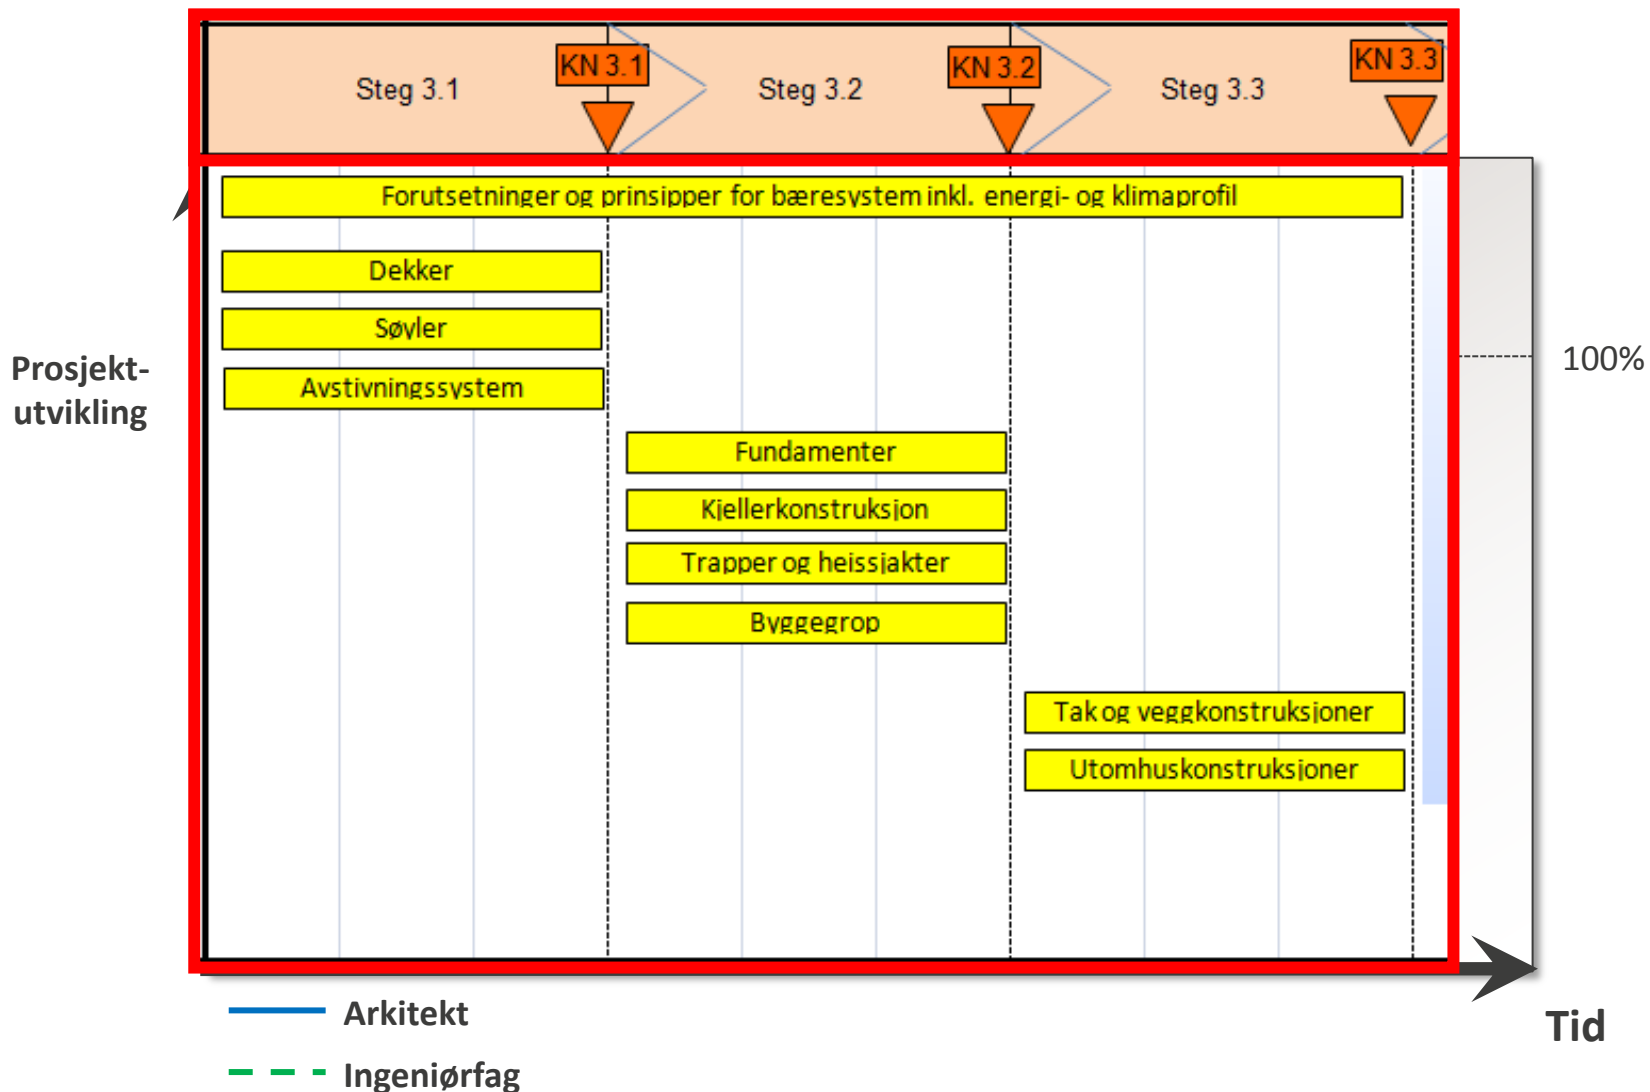 Steg 3.1
KN 3.1
Steg 3.2
KN 3.2
Steg 3.3
KN 3.3
Forutsetninger og prinsipper for bæresystem inkl. energi- og klimaprofil
Dekker
Søyler
Avstivningssystem
Prosjekt-
utvikling
100%
Fundamenter
Kjellerkonstruksjon
Trapper og heissjakter
Byggegrop
Tak og veggkonstruksjoner
Utomhuskonstruksjoner
Arkitekt
Tid
Ingeniørfag